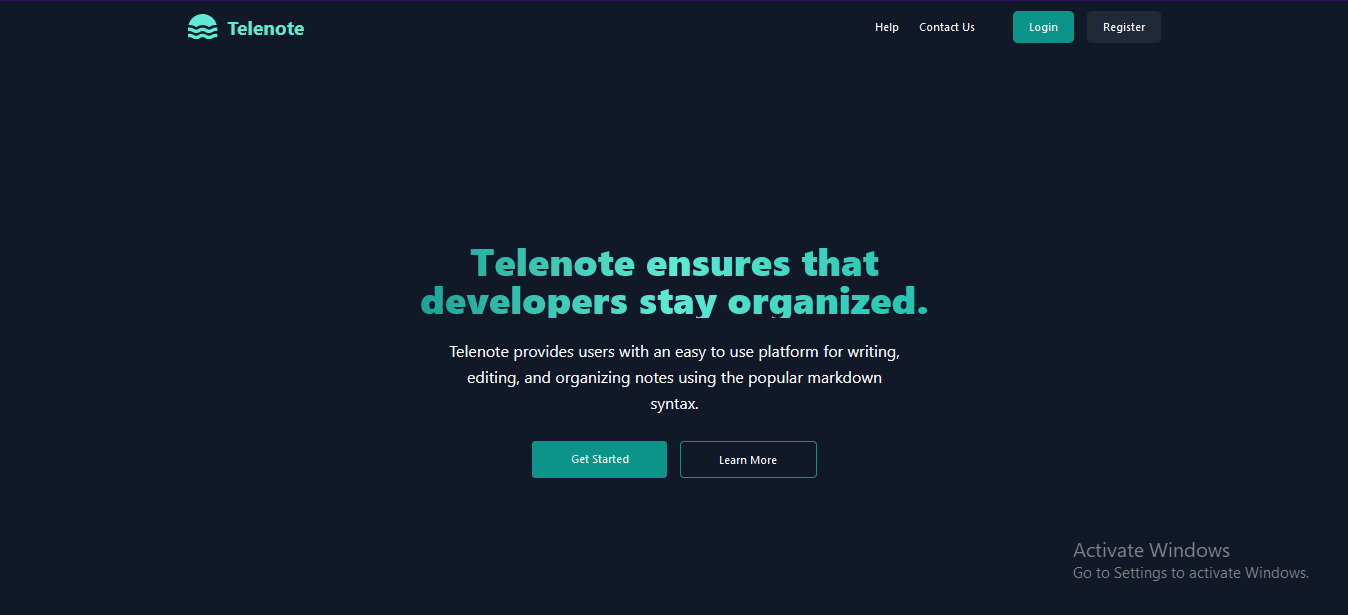 Telenote
Help
Contact Us
Login
Register
Telenote ensures that
developers stay organized.
Telenote provides users with an easy to use platform for writing,
editing, and organizing notes using the popular markdown
syntax.
Get Started
Learn More
Activate Windows
Go to Settings to activate Windows.